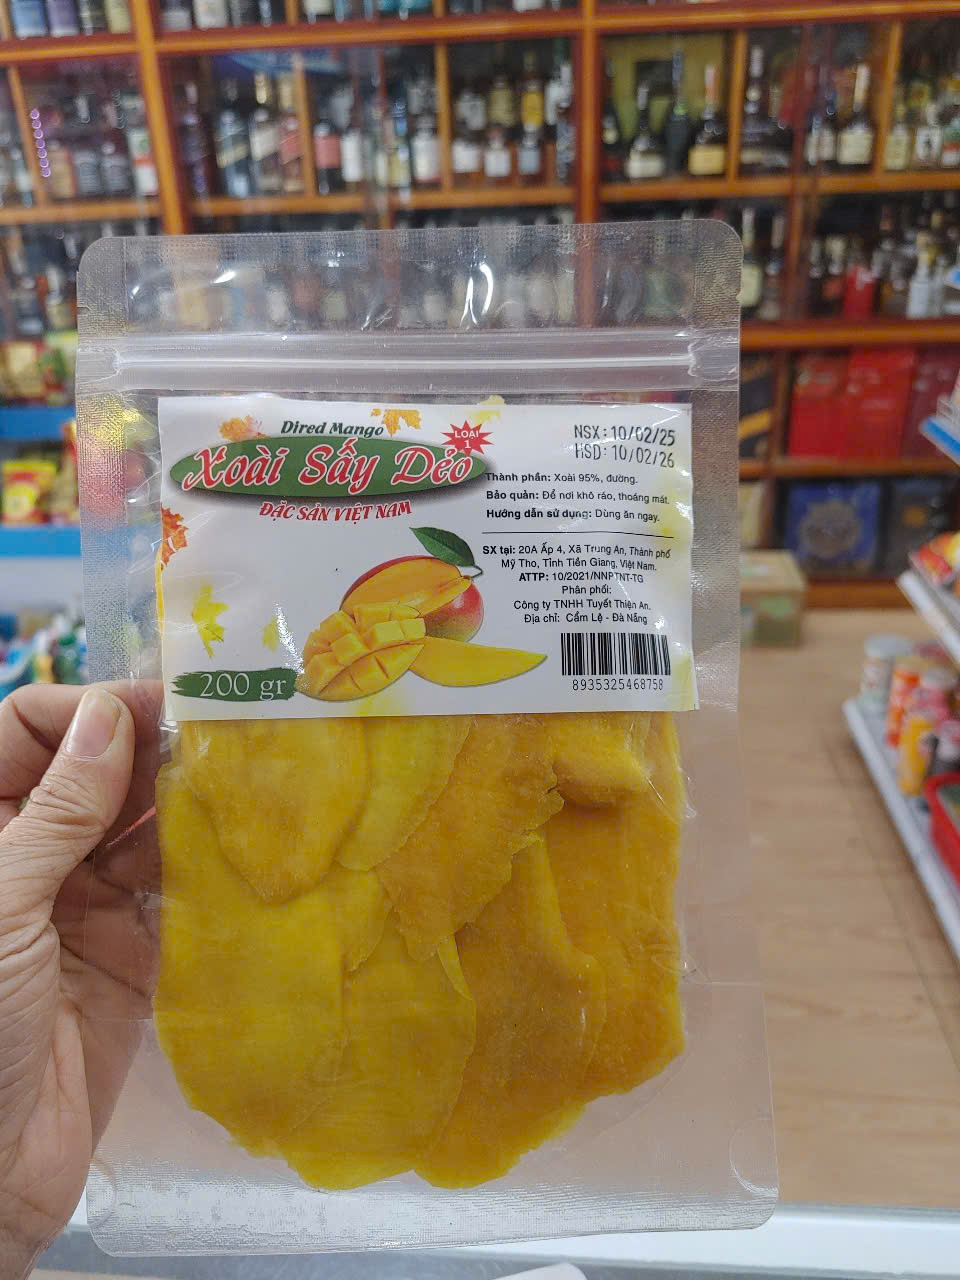 Dired Mango
Xoài Sấy Dẻo
LOẠI
1
ĐẶC SẢN VIỆT NAM
200 gr
NSX: 10/02/25
HSD: 10/02/26
Thành phần: Xoài 95%, đường.
Bảo quản: Để nơi khô ráo, thoáng mát.
Hướng dẫn sử dụng: Dùng ăn ngay.
SX tại: 20A Ấp 4, Xã Trung An, Thành phố
Mỹ Tho, Tỉnh Tiền Giang, Việt Nam.
ATTP: 10/2021/NNPTNT-TG
Phân phối:
Công ty TNHH Tuyết Thiện An.
Địa chỉ: Cẩm Lệ - Đà Nẵng
8935325468758